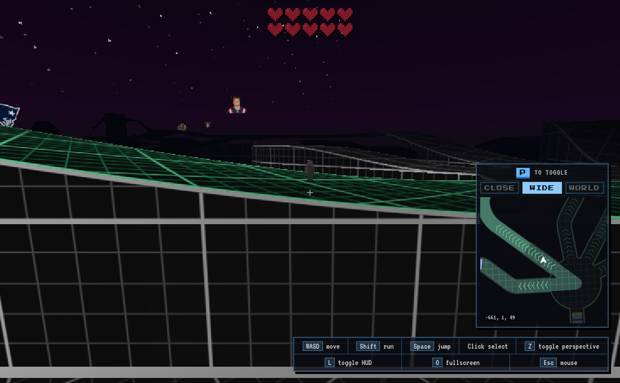 P TO TOGGLE
CLOSE WIDE WORLD
-661, 1, 49
WASD move Shift run Space jump Click select Z toggle perspective
L toggle HUD O fullscreen Esc mouse